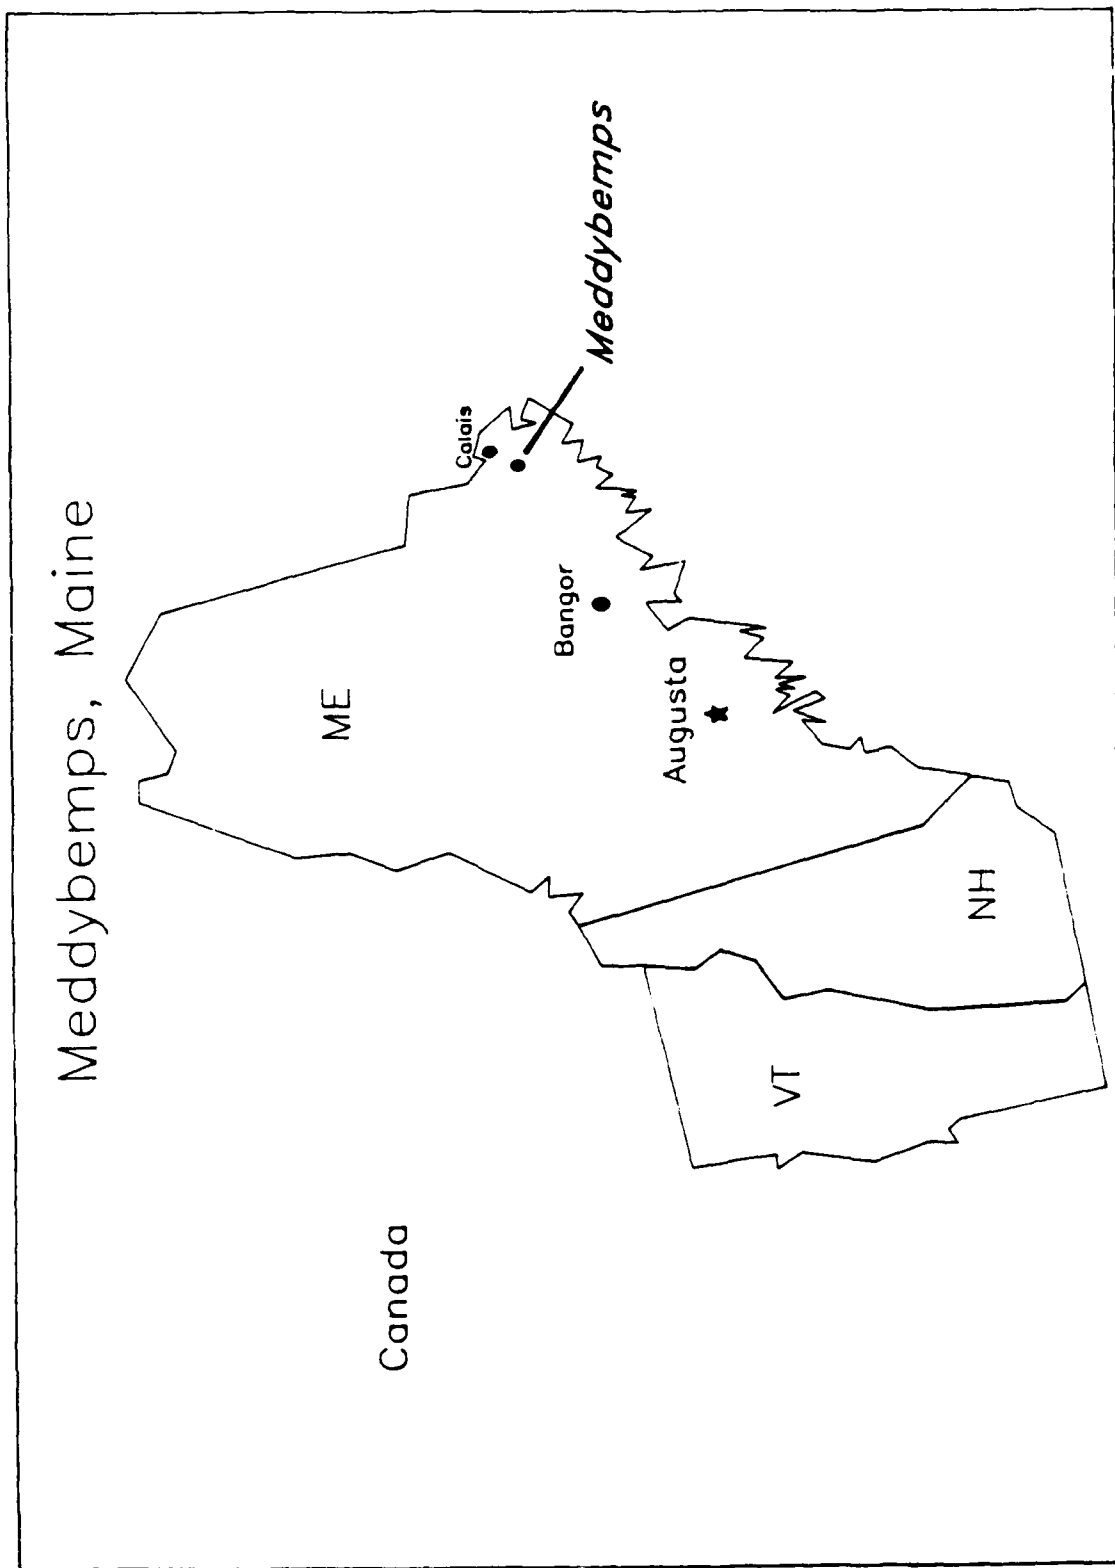 Meddybemps, Maine
Canada
ME
Calais
Meddybemps
Bangor
Augusta
VT
NH